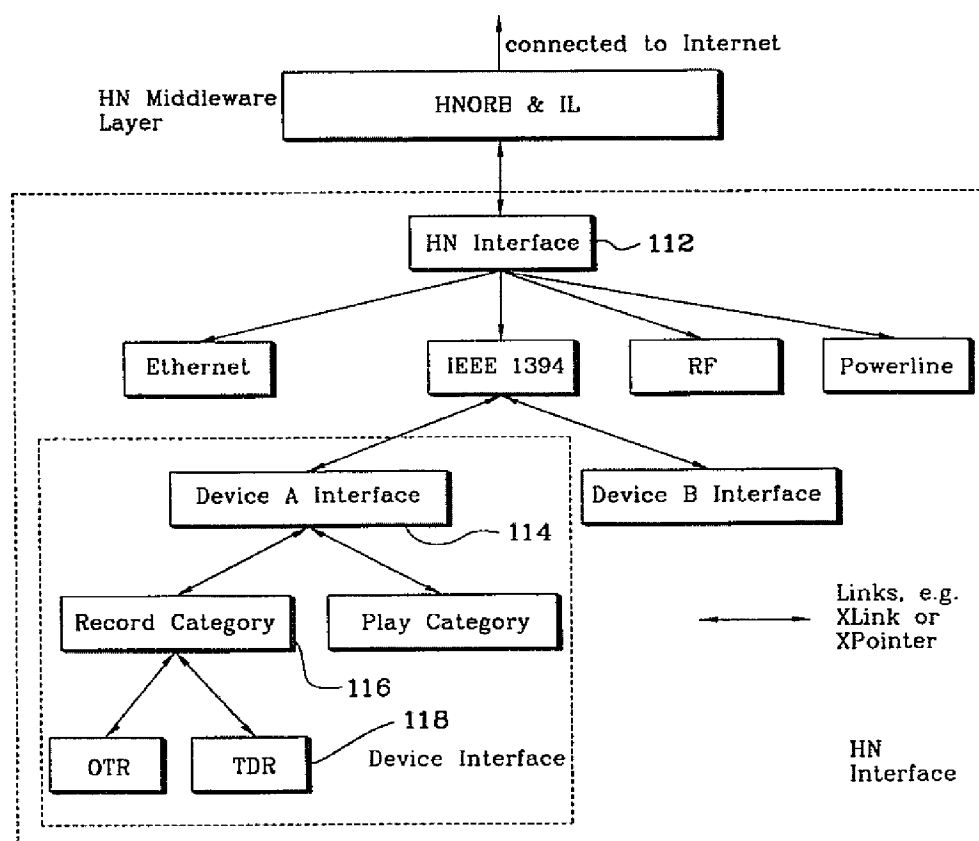 connected to Internet
HN Middleware
Layer
HNORB & IL
HN Interface
112
Ethernet
IEEE 1394
RF
Powerline
Device A Interface
Device B Interface
114
Record Category
Play Category
Links, e.g.
XLink or
XPointer
116
118
OTR
TDR
Device Interface
HN
Interface